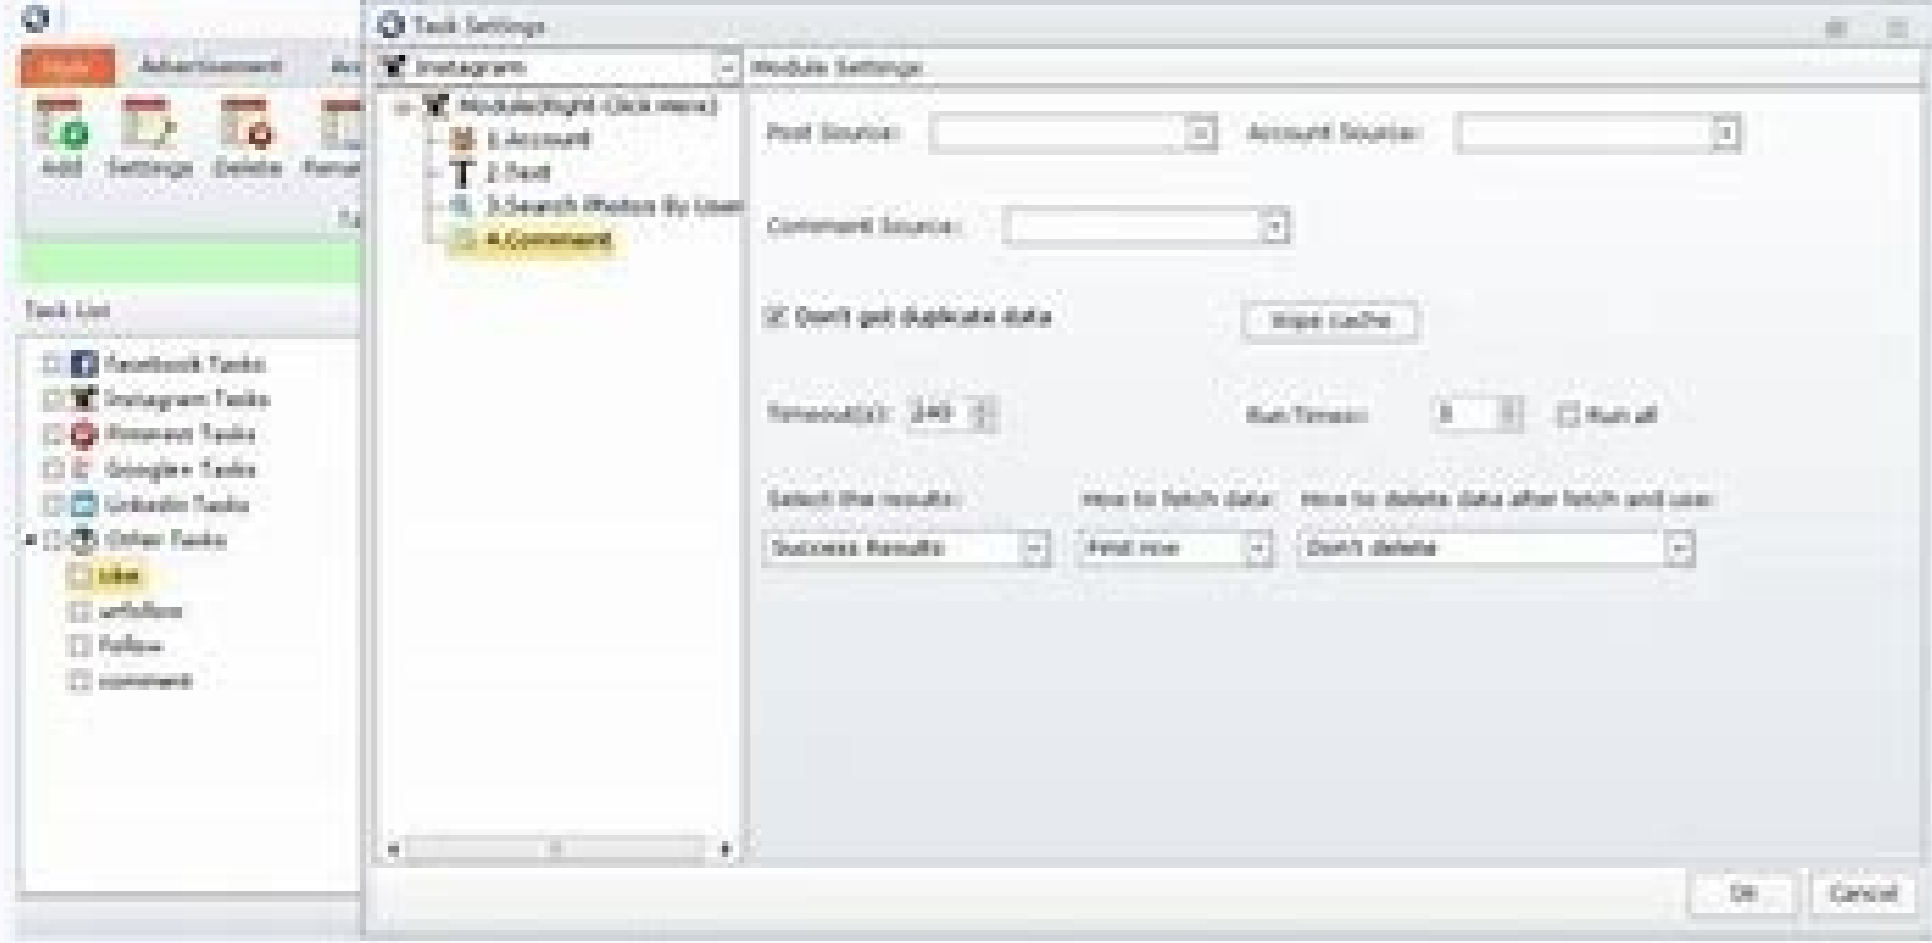 Task Settings
Advertisement
Instagram
Module Settings
Module(Right Click Here)
1.Account
2.Text
3.Search Photos By User
4.Comment
Add Settings Delete
Post Source: Account Source:
Comment Source:
Don't get duplicate data
Wipe cache
Timeout(s): 240
Run Times: Run all
Select the results: How to fetch data: How to delete data after fetch and use:
Success Results
First row
Don't delete
Task List
Facebook Tasks
Instagram Tasks
Pinterest Tasks
Google+ Tasks
LinkedIn Tasks
Other Tasks
unfollow
follow
comment
OK Cancel